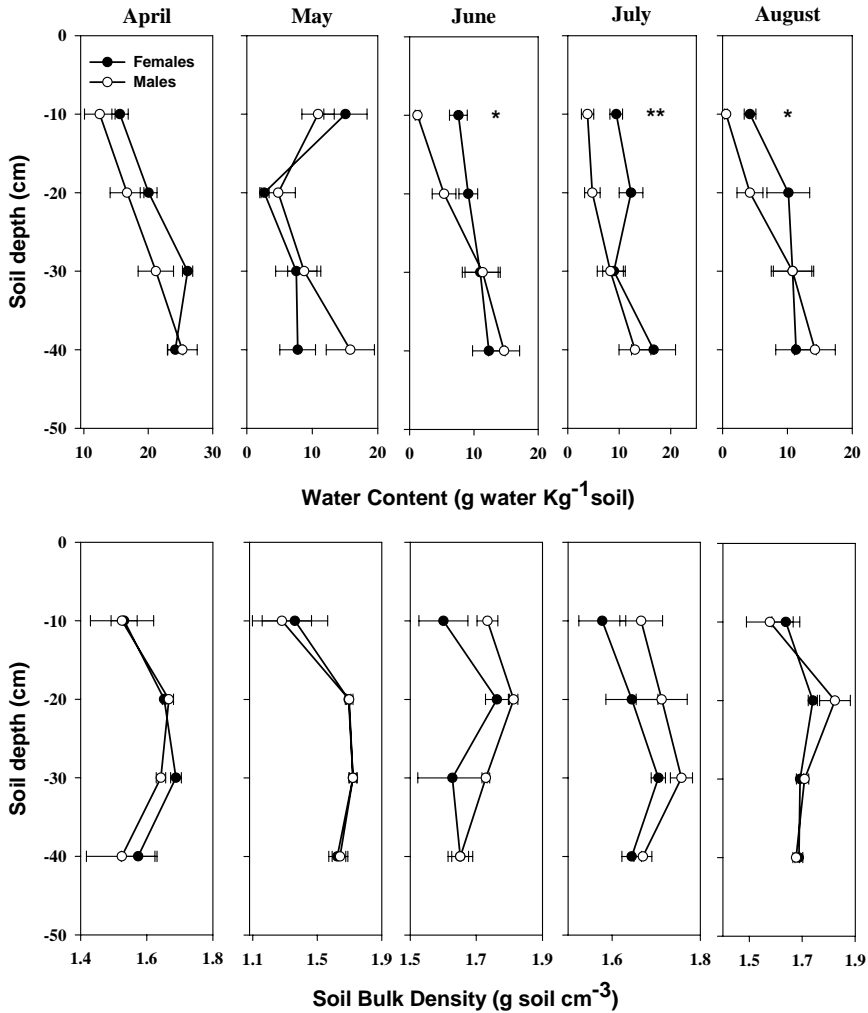 April May June July August
0
-10
-20
-30
-40
-50
Soil depth (cm)
Females
Males
* ** *
10 20 30 0 10 20 0 10 20 0 10 20 0 10 20
Water Content (g water Kg-1 soil)
0
-10
-20
-30
-40
-50
Soil depth (cm)
1.4 1.6 1.8 1.1 1.5 1.9 1.5 1.7 1.9 1.4 1.6 1.8 1.5 1.7 1.9
Soil Bulk Density (g soil cm-3)